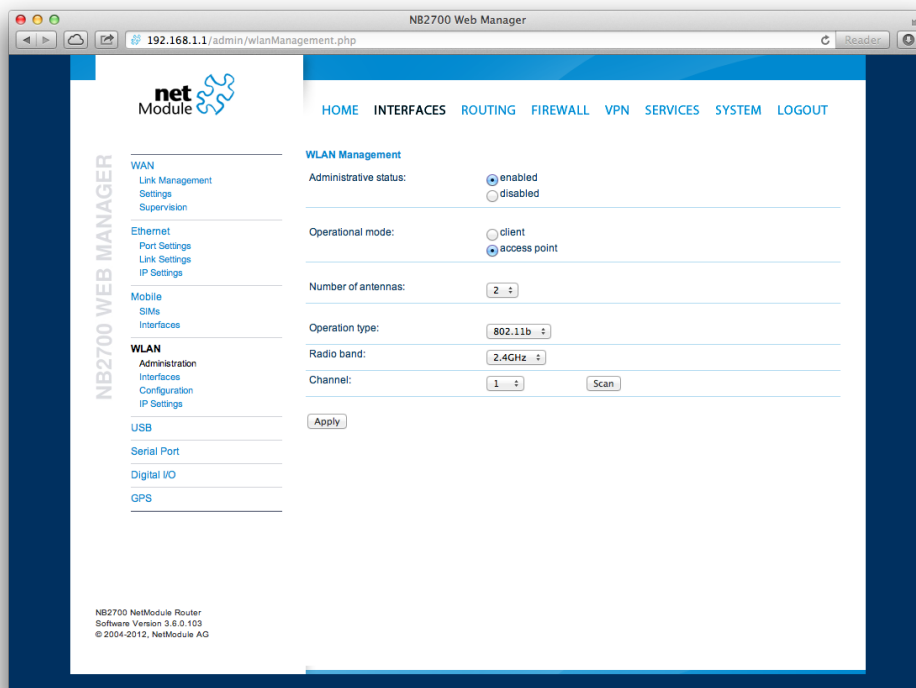 NB2700 Web Manager
192.168.1.1/admin/wlanManagement.php
Reader
net
Module
HOME INTERFACES ROUTING FIREWALL VPN SERVICES SYSTEM LOGOUT
NB2700 WEB MANAGER
WAN
Link Management
Settings
Supervision
Ethernet
Port Settings
Link Settings
IP Settings
Mobile
SIMs
Interfaces
WLAN
Administration
Interfaces
Configuration
IP Settings
USB
Serial Port
Digital I/O
GPS
WLAN Management
Administrative status: enabled
disabled
Operational mode: client
access point
Number of antennas: 2
Operation type: 802.11b
Radio band: 2.4GHz
Channel: 1 Scan
Apply
NB2700 NetModule Router
Software Version 3.6.0.103
© 2004-2012, NetModule AG